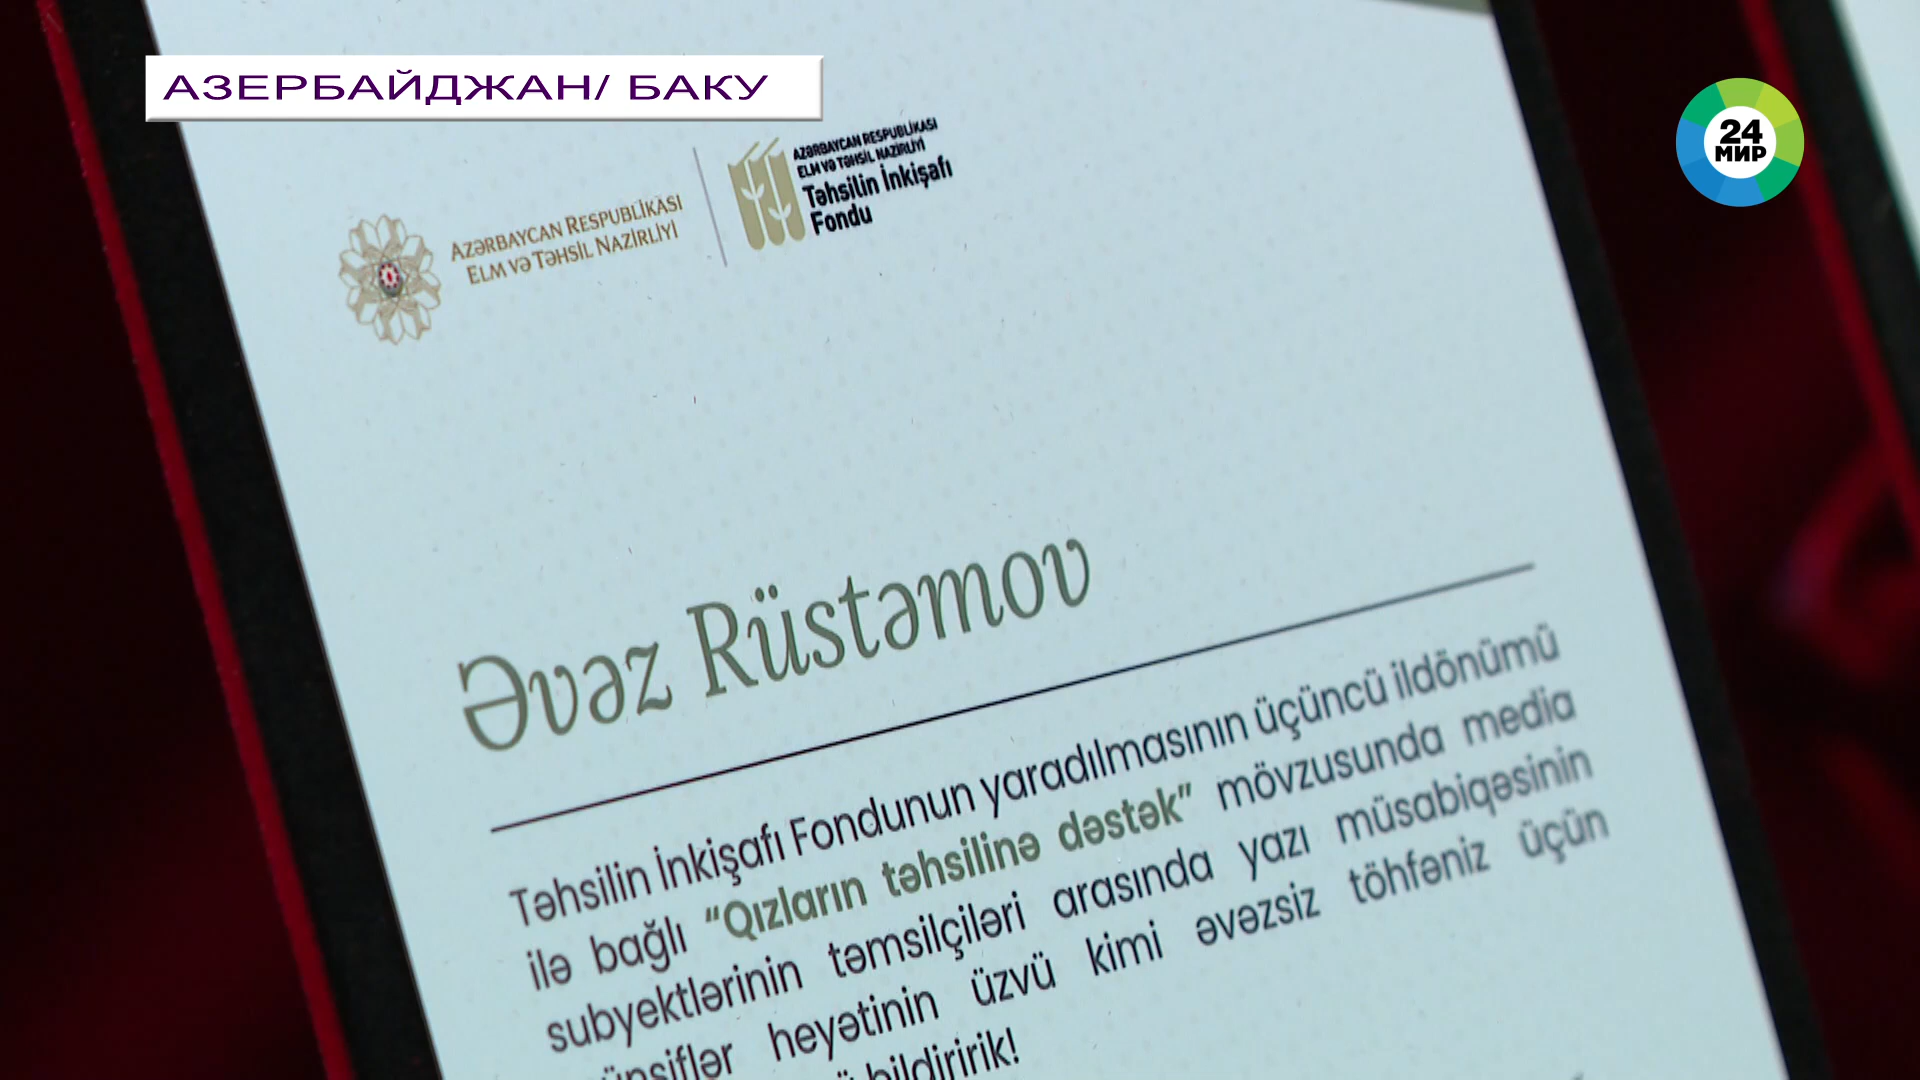 АЗЕРБАЙДЖАН/ БАКУ
24
МИР
AZƏRBAYCAN RESPUBLİKASI
ELM VƏ TƏHSİL NAZİRLİYİ
AZƏRBAYCAN RESPUBLİKASI
ELM VƏ TƏHSİL NAZİRLİYİ
Təhsilin İnkişafı
Fondu
Əvəz Rüstəmov
Təhsilin İnkişafı Fondunun yaradılmasının üçüncü ildönümü
ilə bağlı “Qızların təhsilinə dəstək” mövzusunda media
subyektlərinin təmsilçiləri arasında yazı müsabiqəsinin
heyətinin üzvü kimi əvəzsiz töhfəniz üçün
bildiririk!